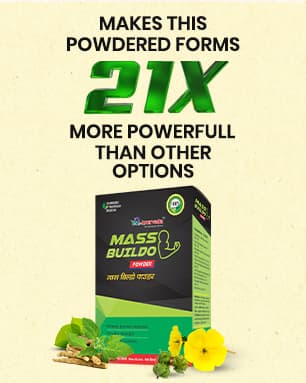 MAKES THIS
POWDERED FORMS
21X
MORE POWERFULL
THAN OTHER
OPTIONS
MASS
BUILDO
POWDER
मास बिल्डो पाउडर